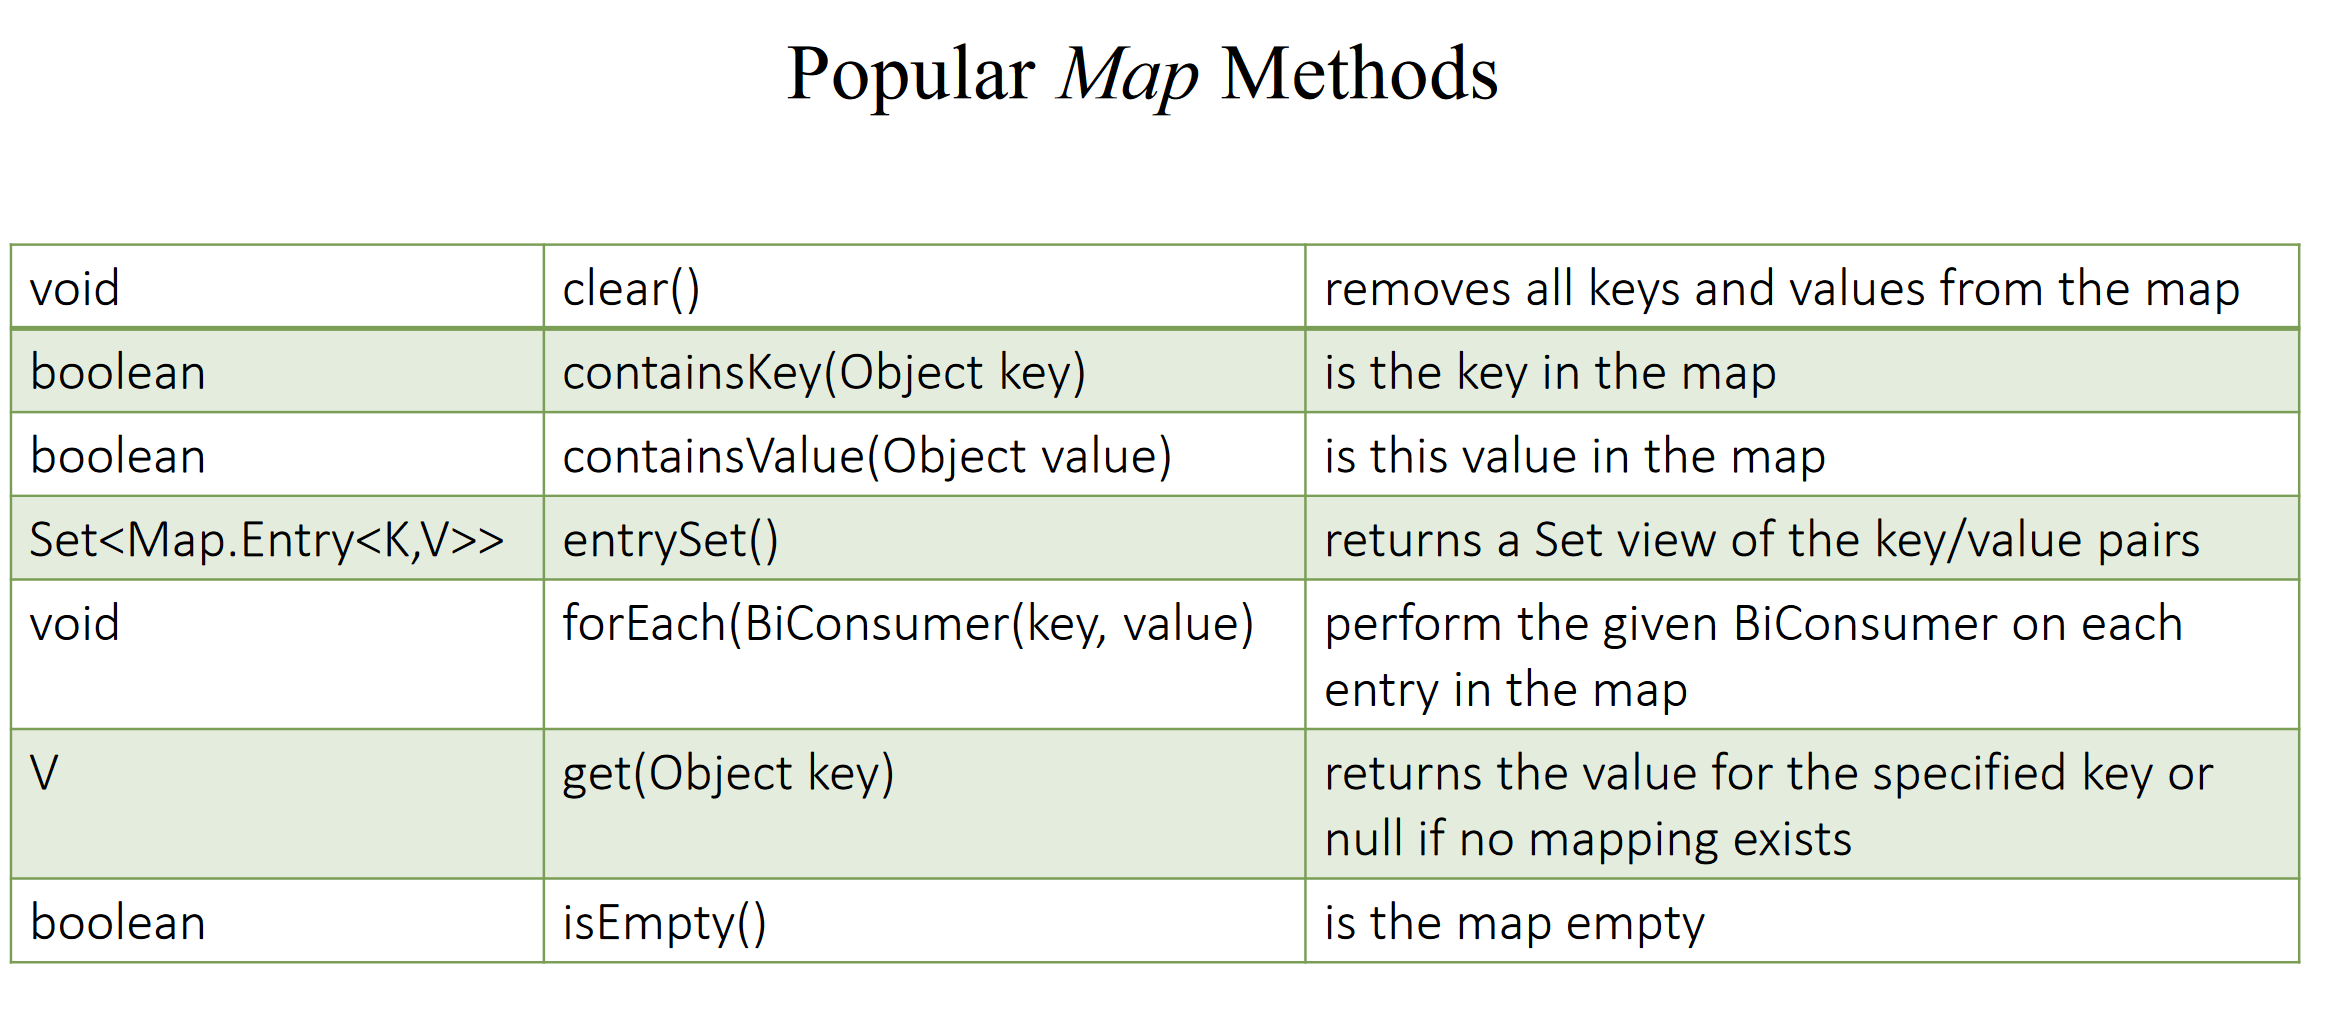 Popular Map Methods
void clear() removes all keys and values from the map
boolean containsKey(Object key) is the key in the map
boolean containsValue(Object value) is this value in the map
Set<Map.Entry<K,V>> entrySet() returns a Set view of the key/value pairs
void forEach(BiConsumer(key, value) perform the given BiConsumer on each
entry in the map
V get(Object key) returns the value for the specified key or
null if no mapping exists
boolean isEmpty() is the map empty